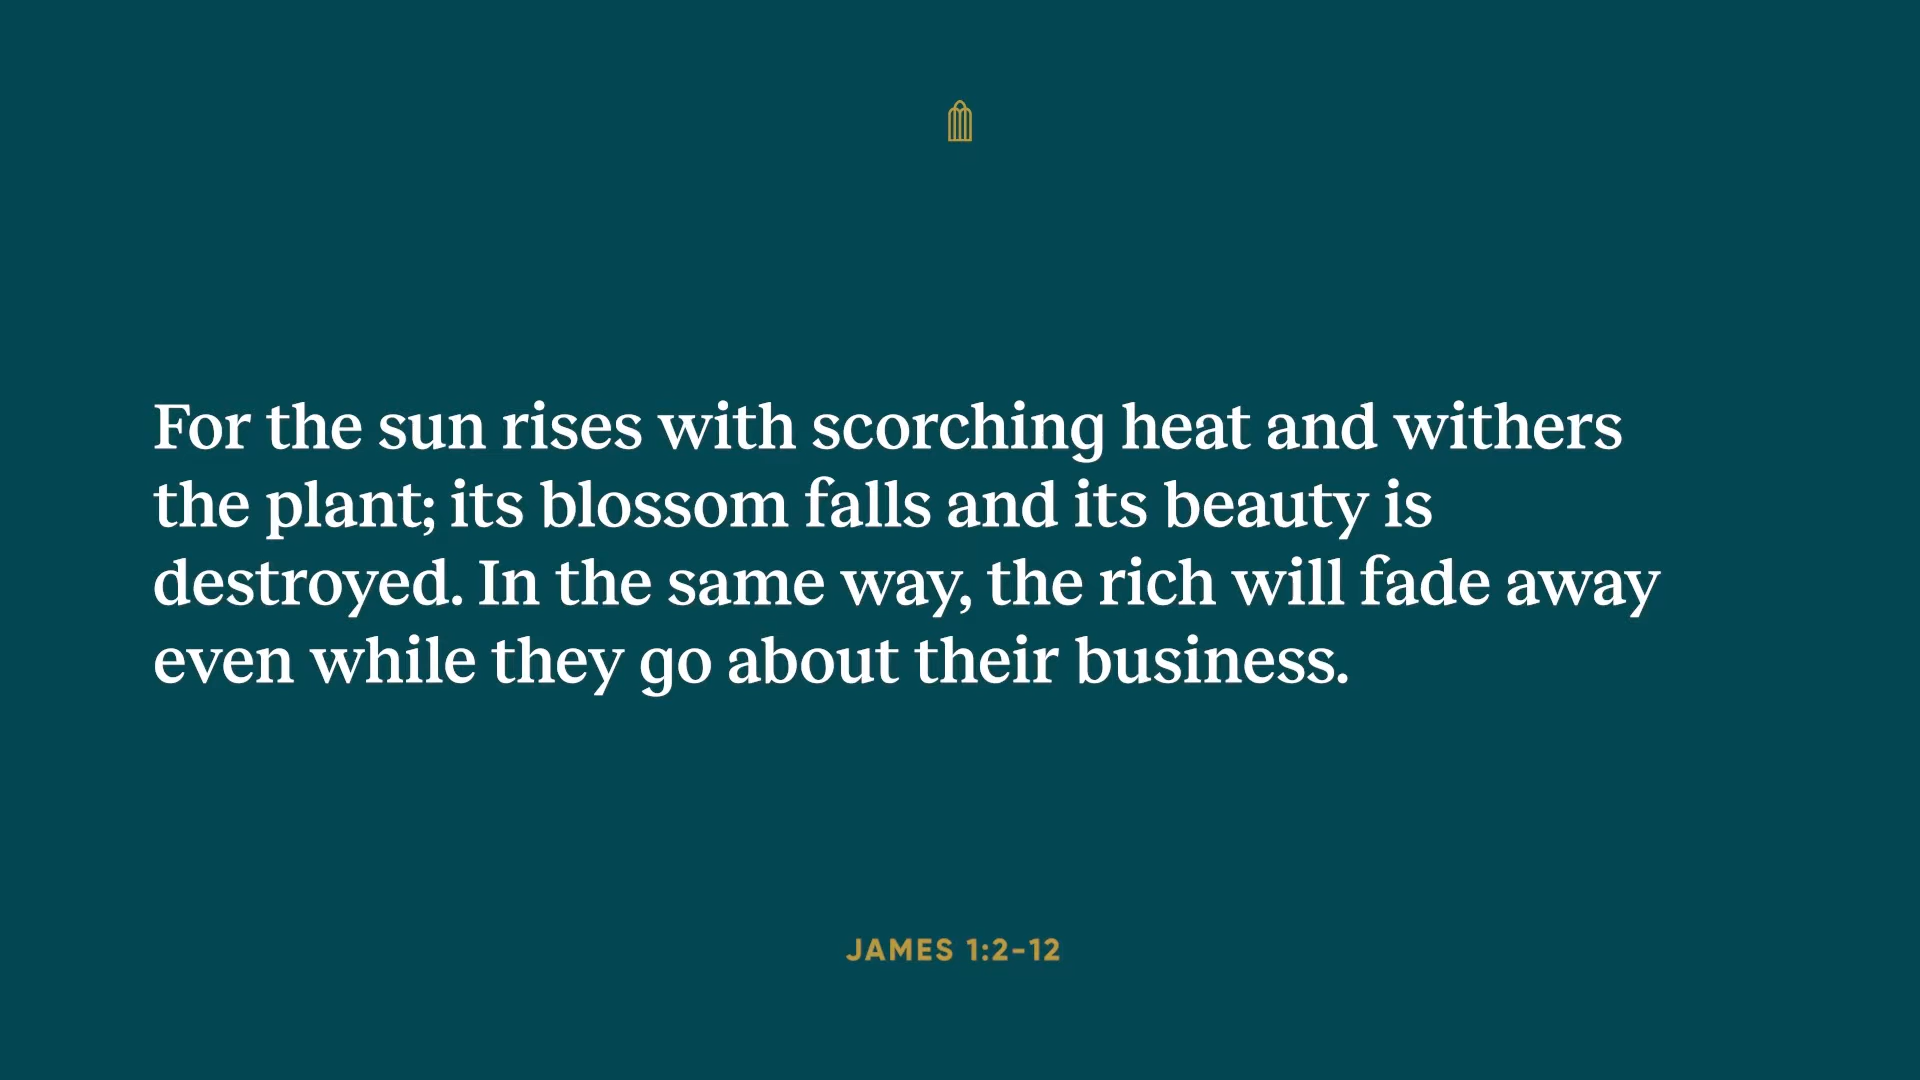 For the sun rises with scorching heat and withers
the plant; its blossom falls and its beauty is
destroyed. In the same way, the rich will fade away
even while they go about their business.
JAMES 1:2-12